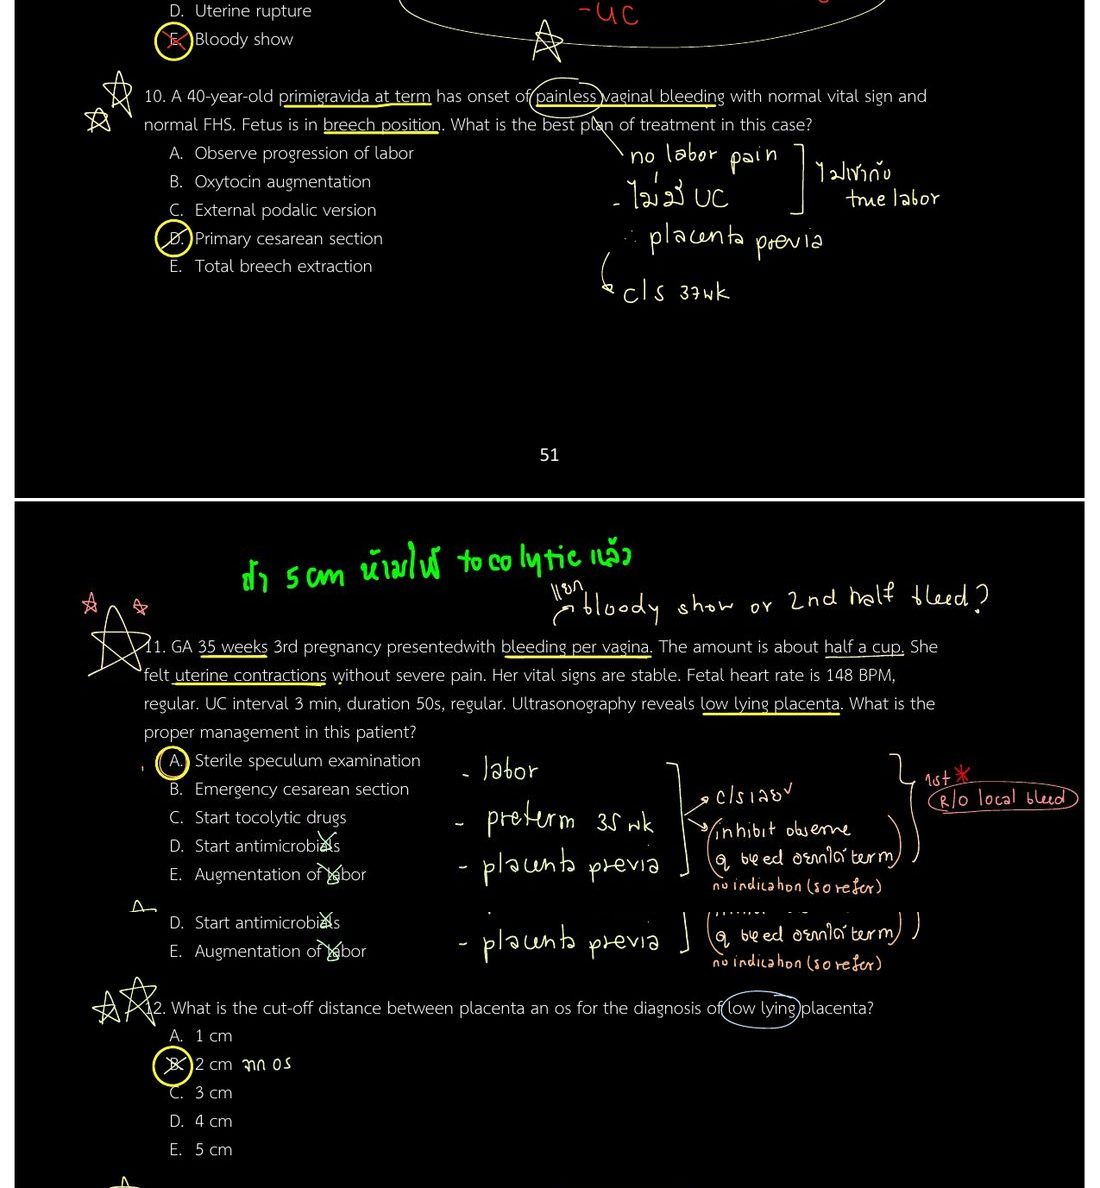 D. Uterine rupture
- UC
E. Bloody show
10. A 40-year-old primigravida at term has onset of painless vaginal bleeding with normal vital sign and
normal FHS. Fetus is in breech position. What is the best plan of treatment in this case?
A. Observe progression of labor
no labor pain
B. Oxytocin augmentation
- ไม่มี UC
ไม่เข้ากับ
true labor
C. External podalic version
D. Primary cesarean section
∴ placenta previa
E. Total breech extraction
c/s 37wk
51
ถ้า 5 cm ห้ามให้ tocolytic แล้ว
แยก
bloody show or 2nd half bleed?
11. GA 35 weeks 3rd pregnancy presentedwith bleeding per vagina. The amount is about half a cup. She
felt uterine contractions without severe pain. Her vital signs are stable. Fetal heart rate is 148 BPM,
regular. UC interval 3 min, duration 50s, regular. Ultrasonography reveals low lying placenta. What is the
proper management in this patient?
A. Sterile speculum examination
- labor
1st *
B. Emergency cesarean section
c/s เลย
R/O local bleed
C. Start tocolytic drugs
- preterm 35 wk
inhibit observe
D. Start antimicrobials
- placenta previa
bleed term
E. Augmentation of labor
no indication (so refer)
D. Start antimicrobials
E. Augmentation of labor
- placenta previa
bleed term
no indication (so refer)
12. What is the cut-off distance between placenta an os for the diagnosis of low lying placenta?
A. 1 cm
B. 2 cm จาก os
C. 3 cm
D. 4 cm
E. 5 cm